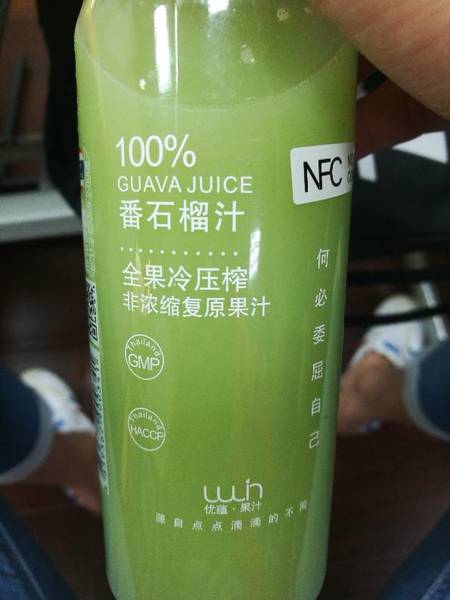 100%
GUAVA JUICE
番石榴汁
全果冷压榨
非浓缩复原果汁
NFC
何必委屈自己
Thailand
GMP
Thailand
HACCP
优蕴·果汁
源自点点滴滴的不同